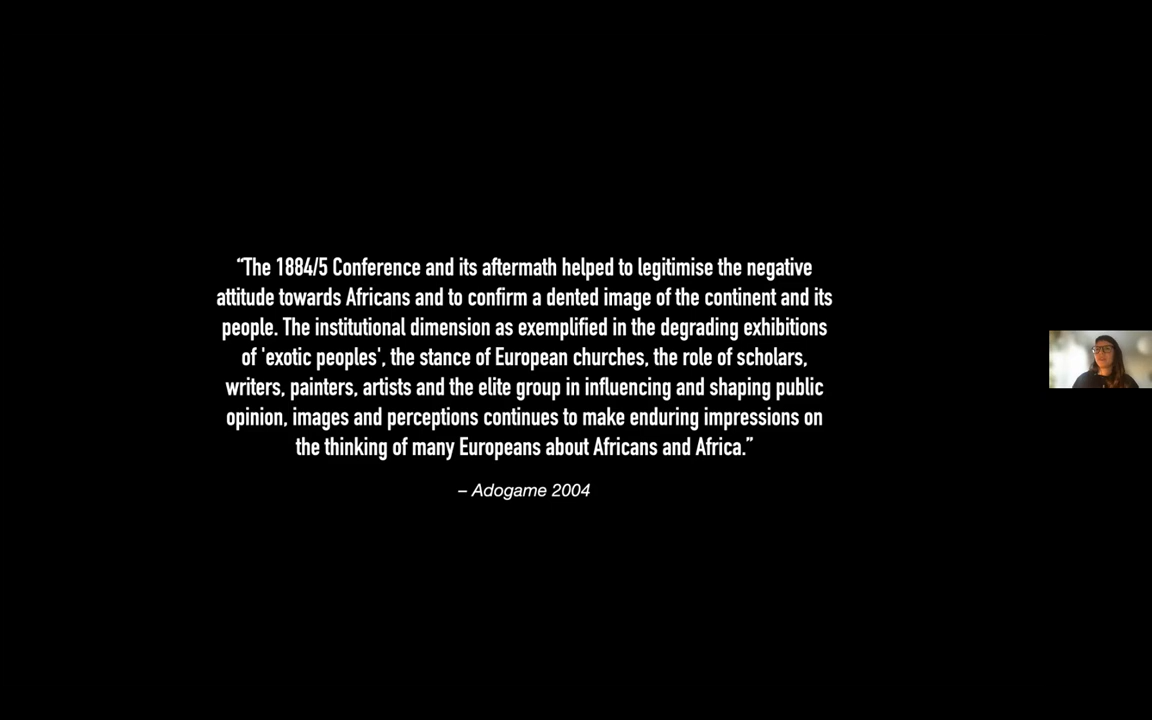 “The 1884/5 Conference and its aftermath helped to legitimise the negative
attitude towards Africans and to confirm a dented image of the continent and its
people. The institutional dimension as exemplified in the degrading exhibitions
of 'exotic peoples', the stance of European churches, the role of scholars,
writers, painters, artists and the elite group in influencing and shaping public
opinion, images and perceptions continues to make enduring impressions on
the thinking of many Europeans about Africans and Africa.”
– Adogame 2004